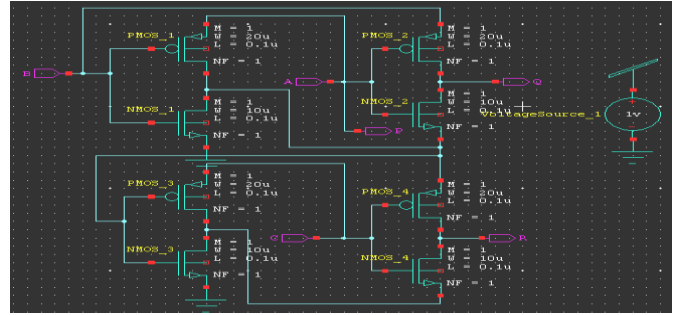 PMOS_1
M = 1
W = 20u
L = 0.1u
NF = 1
PMOS_2
M = 1
W = 20u
L = 0.1u
NF = 1
B
A
Q
NMOS_1
M = 1
W = 10u
L = 0.1u
NF = 1
NMOS_2
M = 1
W = 10u
L = 0.1u
NF = 1
VoltageSource_1
1v
P
PMOS_3
M = 1
W = 20u
L = 0.1u
NF = 1
PMOS_4
M = 1
W = 20u
L = 0.1u
NF = 1
C
R
NMOS_3
M = 1
W = 10u
L = 0.1u
NF = 1
NMOS_4
M = 1
W = 10u
L = 0.1u
NF = 1